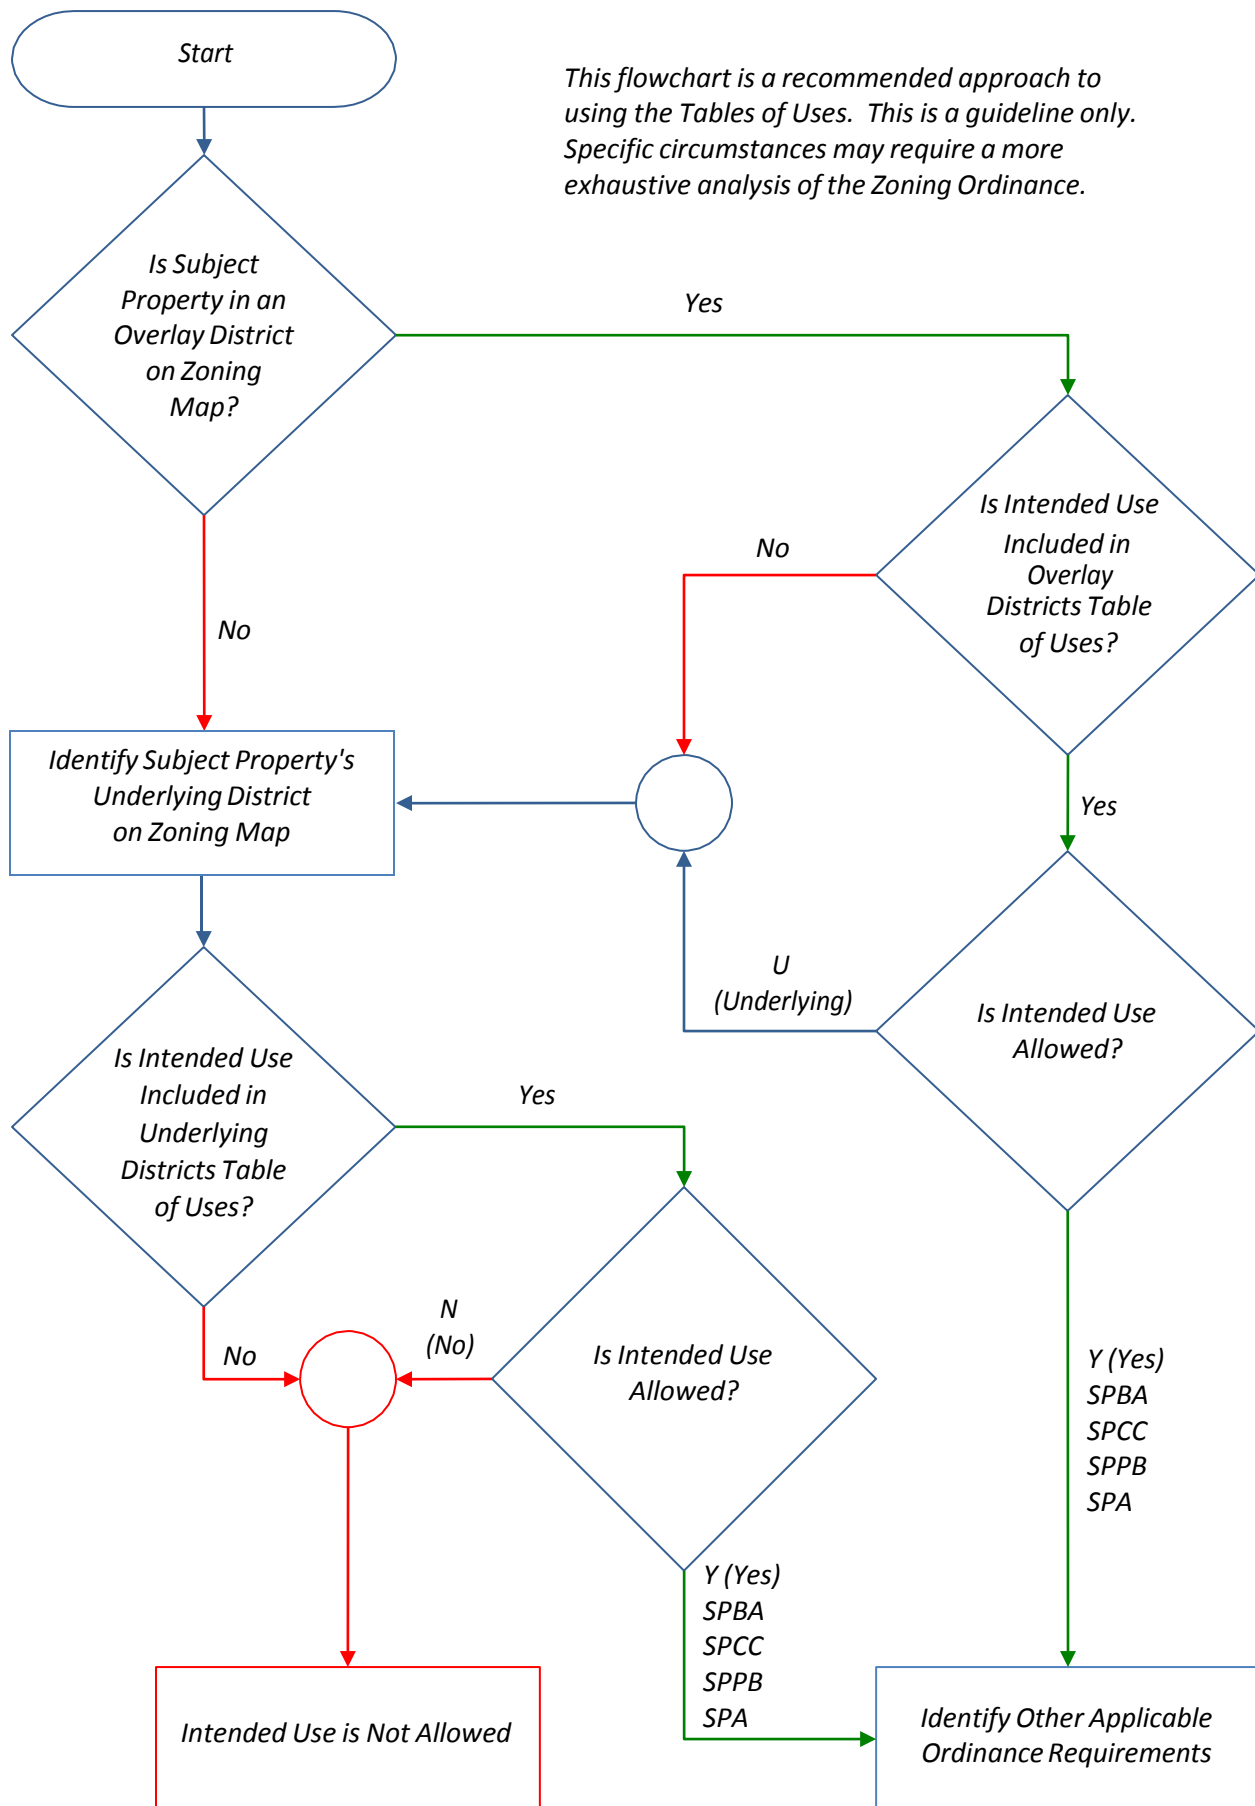 Start
This flowchart is a recommended approach to
using the Tables of Uses.  This is a guideline only.
Specific circumstances may require a more
exhaustive analysis of the Zoning Ordinance.
Is Subject
Property in an
Overlay District
on Zoning
Map?
Yes
No
Is Intended Use
Included in
Overlay
Districts Table
of Uses?
No
Identify Subject Property's
Underlying District
on Zoning Map
Yes
U
(Underlying)
Is Intended Use
Allowed?
Is Intended Use
Included in
Underlying
Districts Table
of Uses?
Yes
No
N
(No)
Is Intended Use
Allowed?
Y (Yes)
SPBA
SPCC
SPPB
SPA
Y (Yes)
SPBA
SPCC
SPPB
SPA
Intended Use is Not Allowed
Identify Other Applicable
Ordinance Requirements